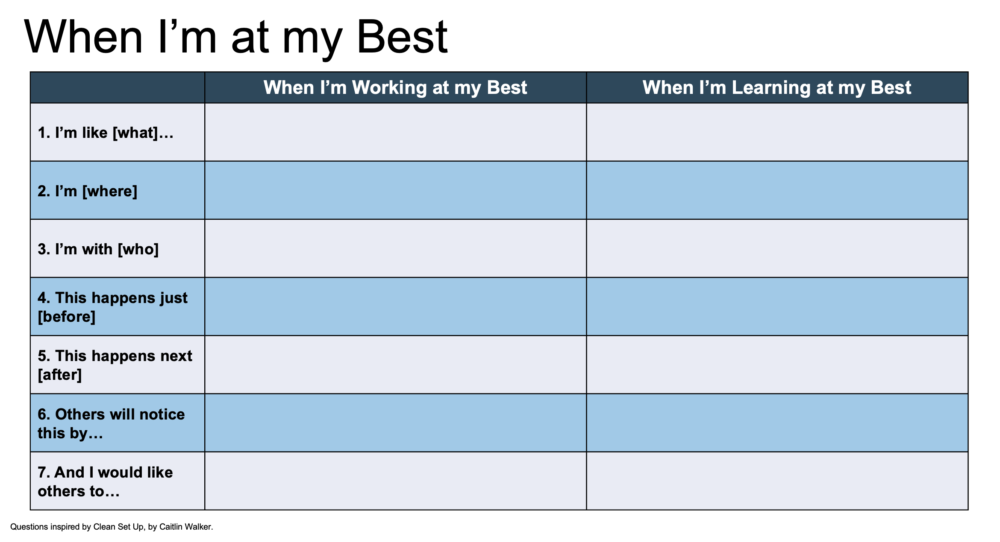 When I’m at my Best
When I’m Working at my Best
When I’m Learning at my Best
1. I’m like [what]…
2. I’m [where]
3. I’m with [who]
4. This happens just
[before]
5. This happens next
[after]
6. Others will notice
this by…
7. And I would like
others to…
Questions inspired by Clean Set Up, by Caitlin Walker.